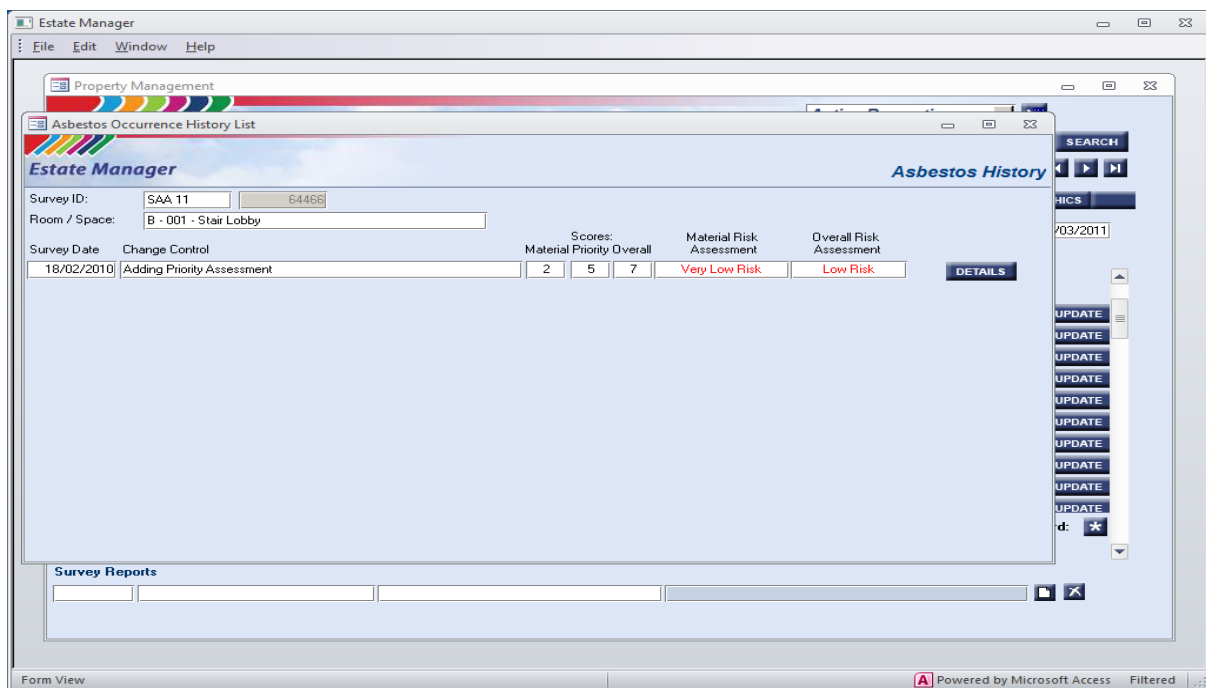 Estate Manager
File Edit Window Help
Property Management
Asbestos Occurrence History List
SEARCH
Estate Manager
Asbestos History
HICS
Survey ID: SAA 11 64466
Room / Space: B - 001 - Stair Lobby
/03/2011
Scores: Material Risk Overall Risk
Survey Date Change Control Material Priority Overall Assessment Assessment
18/02/2010 Adding Priority Assessment 2 5 7 Very Low Risk Low Risk DETAILS
UPDATE
UPDATE
UPDATE
UPDATE
UPDATE
UPDATE
UPDATE
UPDATE
UPDATE
UPDATE
d:
Survey Reports
Form View Powered by Microsoft Access Filtered